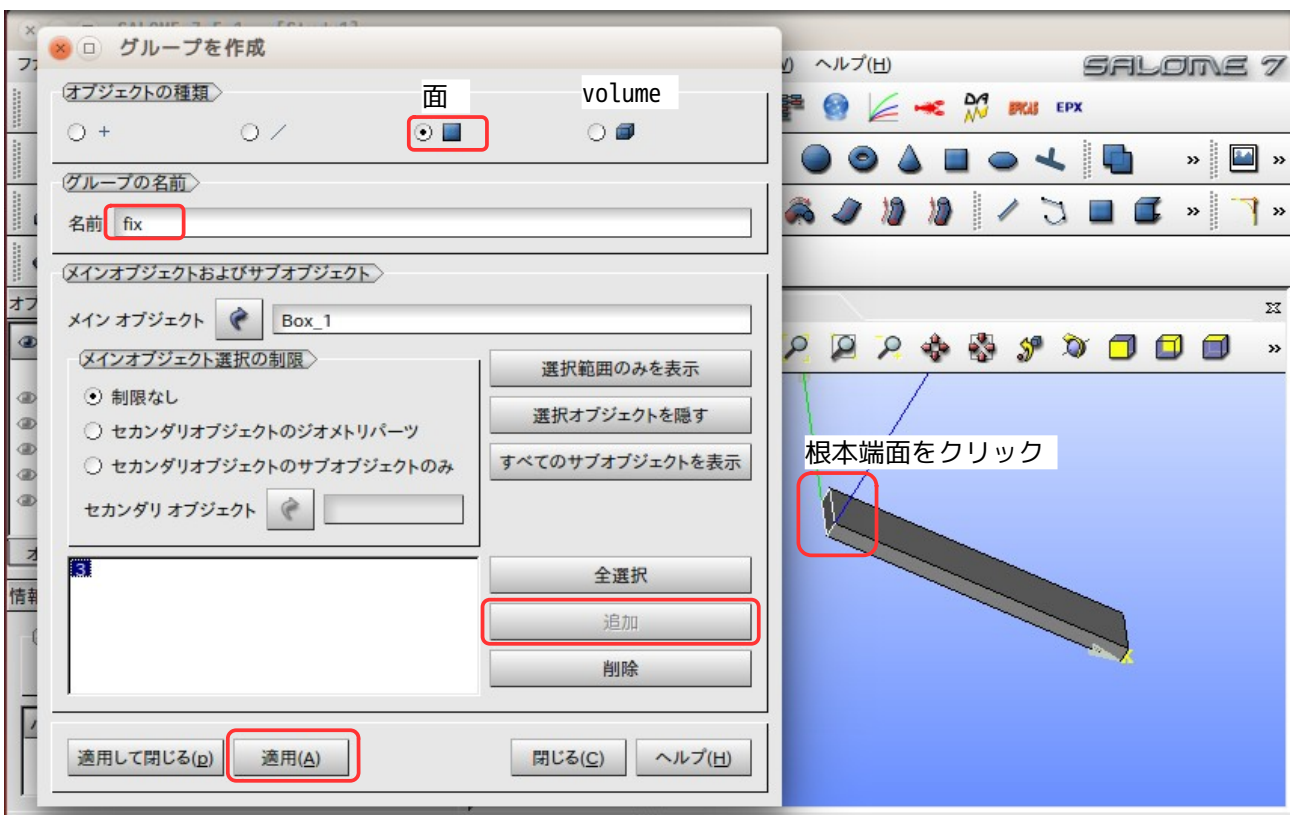 グループを作成
オブジェクトの種類
面
volume
グループの名前
名前
fix
メインオブジェクトおよびサブオブジェクト
メイン オブジェクト
Box_1
メインオブジェクト選択の制限
制限なし
セカンダリオブジェクトのジオメトリパーツ
セカンダリオブジェクトのサブオブジェクトのみ
セカンダリ オブジェクト
選択範囲のみを表示
選択オブジェクトを隠す
すべてのサブオブジェクトを表示
3
全選択
追加
削除
適用して閉じる(p)
適用(A)
閉じる(C)
ヘルプ(H)
ヘルプ(H)
SALOME 7
EPX
根本端面をクリック
X